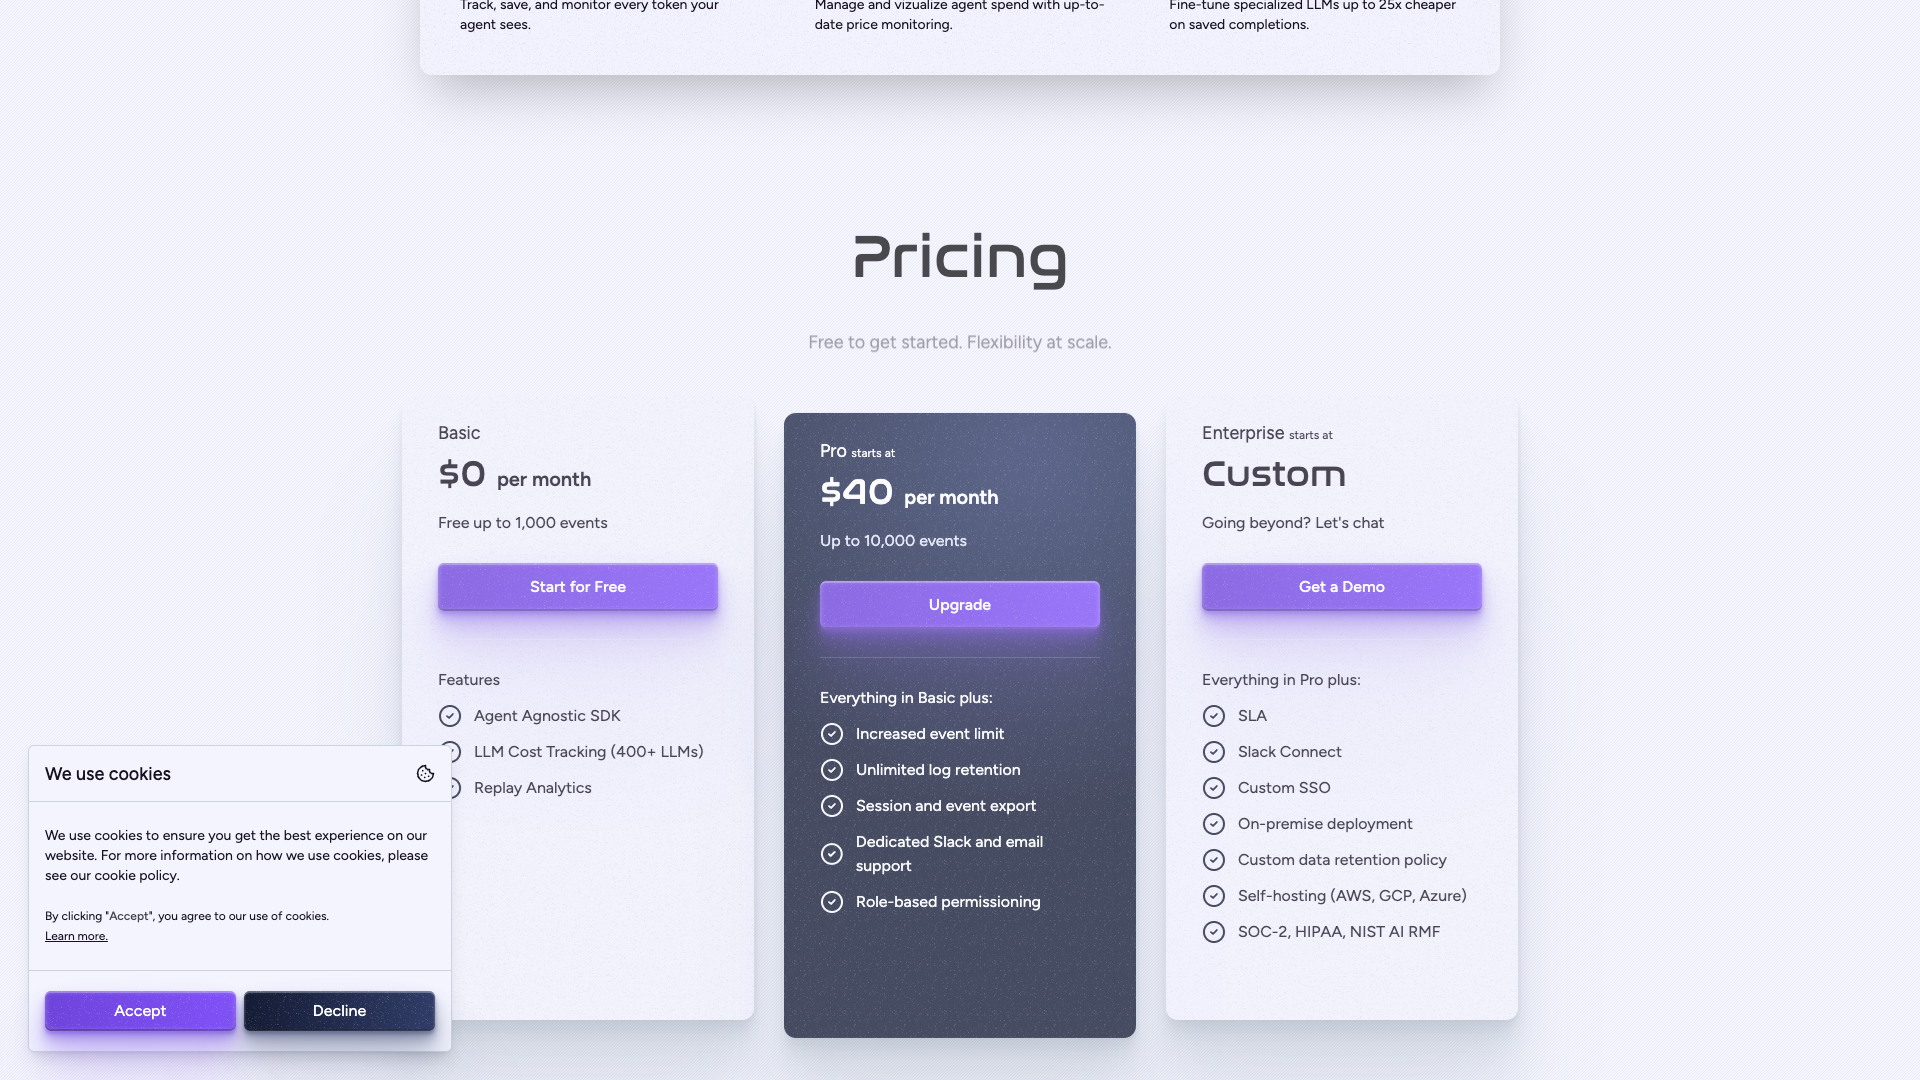 Track, save, and monitor every token your
agent sees.
Manage and vizualize agent spend with up-to-
date price monitoring.
Fine-tune specialized LLMs up to 25x cheaper
on saved completions.
Pricing
Free to get started. Flexibility at scale.
Basic
$0 per month
Free up to 1,000 events
Start for Free
Features
Agent Agnostic SDK
LLM Cost Tracking (400+ LLMs)
Replay Analytics
Pro starts at
$40 per month
Up to 10,000 events
Upgrade
Everything in Basic plus:
Increased event limit
Unlimited log retention
Session and event export
Dedicated Slack and email
support
Role-based permissioning
Enterprise starts at
Custom
Going beyond? Let's chat
Get a Demo
Everything in Pro plus:
SLA
Slack Connect
Custom SSO
On-premise deployment
Custom data retention policy
Self-hosting (AWS, GCP, Azure)
SOC-2, HIPAA, NIST AI RMF
We use cookies
We use cookies to ensure you get the best experience on our
website. For more information on how we use cookies, please
see our cookie policy.
By clicking "Accept", you agree to our use of cookies.
Learn more.
Accept
Decline